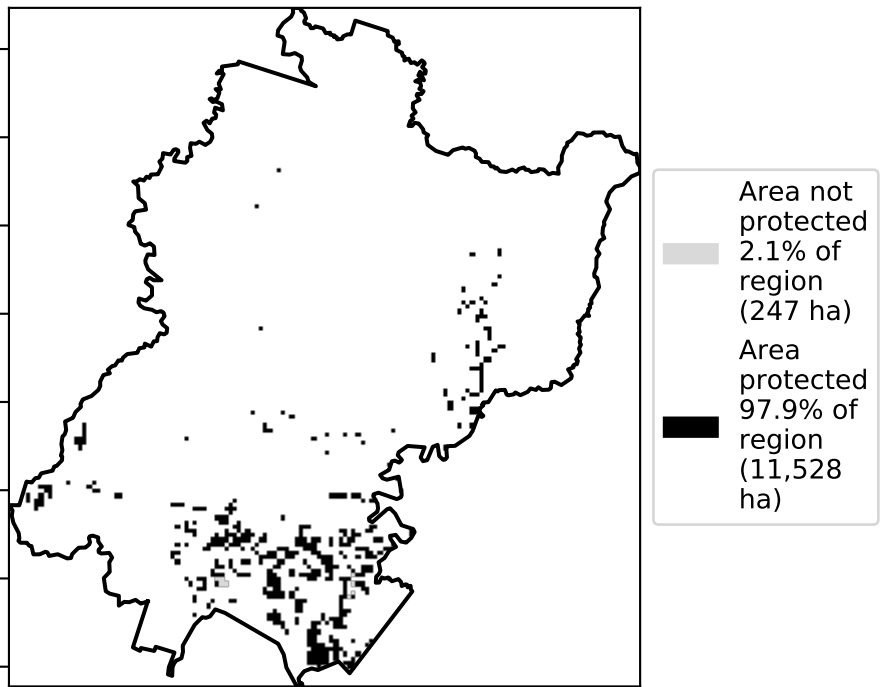 Area not
protected
2.1% of
region
(247 ha)
Area
protected
97.9% of
region
(11,528
ha)